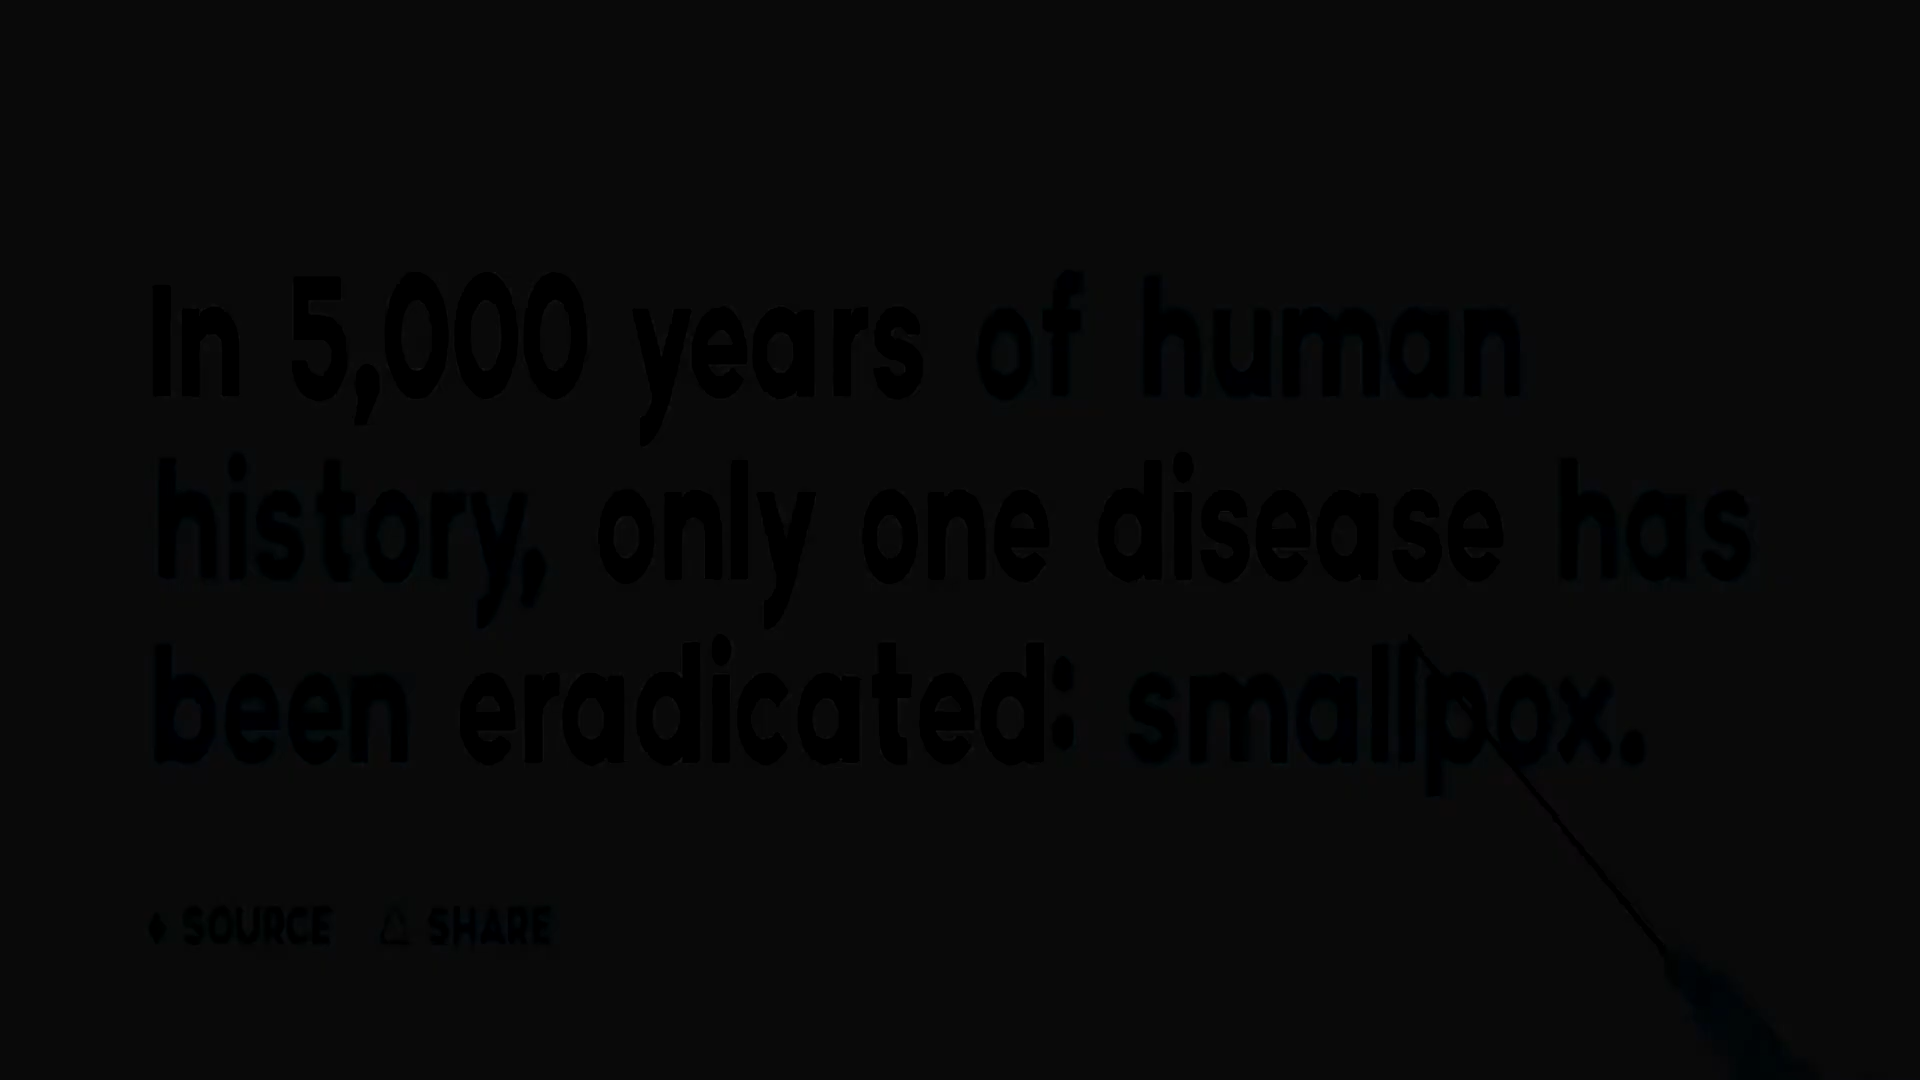 In 5,000 years of human
history, only one disease has
been eradicated: smallpox.
SOURCE SHARE